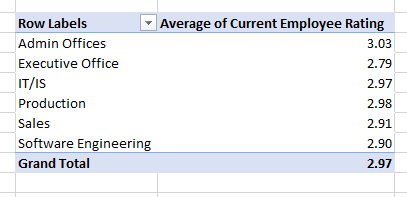 Row Labels Average of Current Employee Rating
Admin Offices 3.03
Executive Office 2.79
IT/IS 2.97
Production 2.98
Sales 2.91
Software Engineering 2.90
Grand Total 2.97